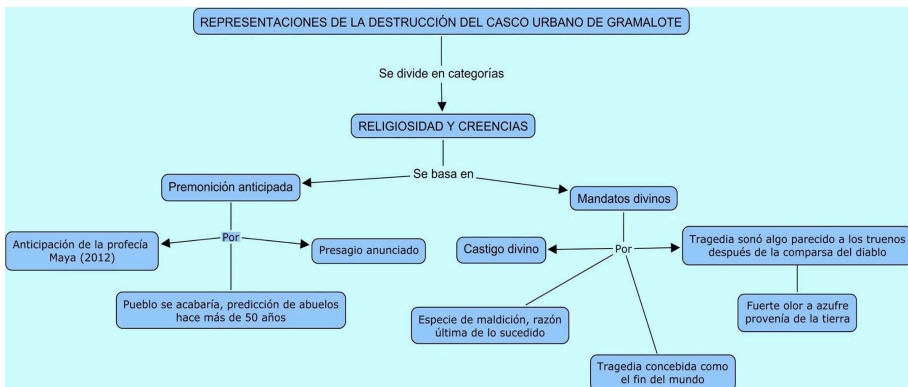 REPRESENTACIONES DE LA DESTRUCCIÓN DEL CASCO URBANO DE GRAMALOTE
Se divide en categorías
RELIGIOSIDAD Y CREENCIAS
Se basa en
Premonición anticipada
Mandatos divinos
Por
Anticipación de la profecía
Maya (2012)
Presagio anunciado
Pueblo se acabaría, predicción de abuelos
hace más de 50 años
Por
Castigo divino
Tragedia sonó algo parecido a los truenos
después de la comparsa del diablo
Especie de maldición, razón
última de lo sucedido
Fuerte olor a azufre
provenía de la tierra
Tragedia concebida como
el fin del mundo